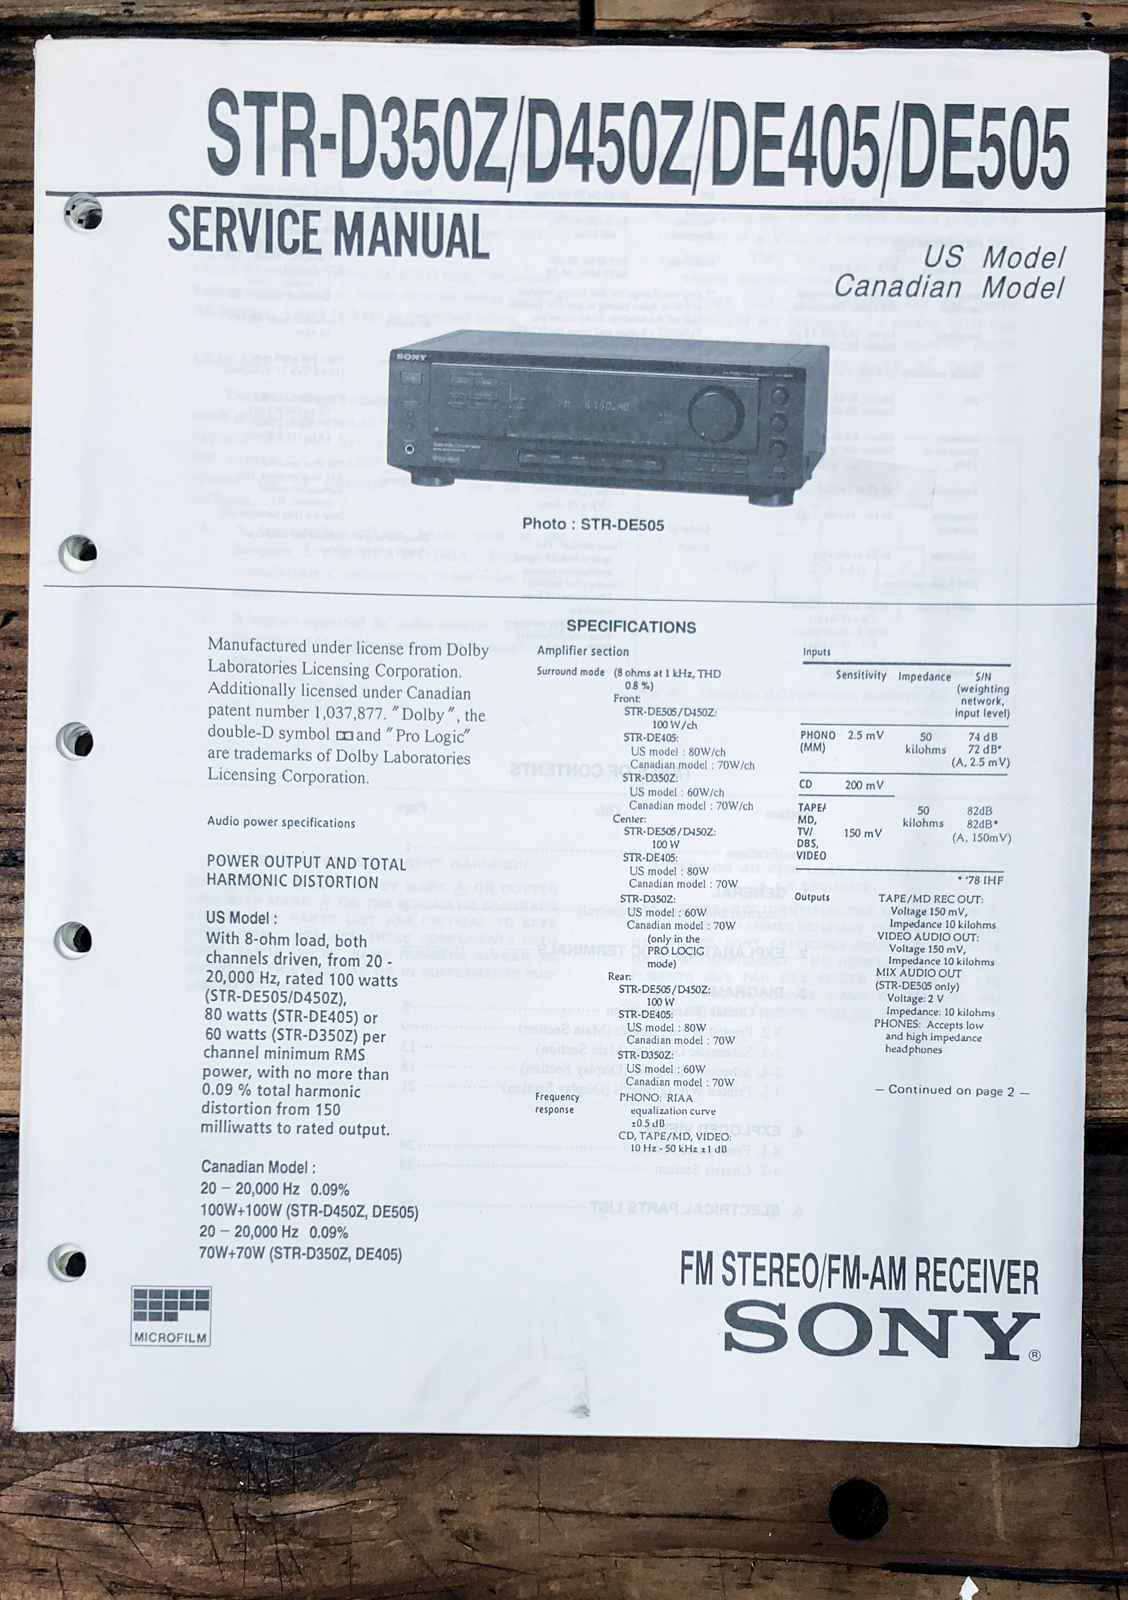 STR-D350Z/D450Z/DE405/DE505
SERVICE MANUAL
US Model
Canadian Model
SONY
Photo : STR-DE505
Manufactured under license from Dolby
Laboratories Licensing Corporation.
Additionally licensed under Canadian
patent number 1,037,877. "Dolby", the
double-D symbol and "Pro Logic"
are trademarks of Dolby Laboratories
Licensing Corporation.
Audio power specifications
POWER OUTPUT AND TOTAL
HARMONIC DISTORTION
US Model :
With 8-ohm load, both
channels driven, from 20 -
20,000 Hz, rated 100 watts
(STR-DE505/D450Z),
80 watts (STR-DE405) or
60 watts (STR-D350Z) per
channel minimum RMS
power, with no more than
0.09 % total harmonic
distortion from 150
milliwatts to rated output.
Canadian Model :
20 – 20,000 Hz 0.09%
100W+100W (STR-D450Z, DE505)
20 – 20,000 Hz 0.09%
70W+70W (STR-D350Z, DE405)
MICROFILM
SPECIFICATIONS
Amplifier section
Surround mode (8 ohms at 1 kHz, THD
0.8 %)
Front:
STR-DE505/D450Z:
100 W/ch
STR-DE405:
US model : 80W/ch
Canadian model : 70W/ch
STR-D350Z:
US model : 60W/ch
Canadian model : 70W/ch
Center:
STR-DE505/D450Z:
100 W
STR-DE405:
US model : 80W
Canadian model : 70W
STR-D350Z:
US model : 60W
Canadian model : 70W
(only in the
PRO LOCIG
mode)
Rear:
STR-DE505/D450Z:
100 W
STR-DE405:
US model : 80W
Canadian model : 70W
STR-D350Z:
US model : 60W
Canadian model : 70W
Frequency response PHONO: RIAA
equalization curve
±0.5 dB
CD, TAPE/MD, VIDEO:
10 Hz - 50 kHz ±1 dB
Inputs
Sensitivity Impedance S/N
(weighting
network,
input level)
PHONO (MM) 2.5 mV 50 kilohms 74 dB
72 dB*
(A, 2.5 mV)
CD 200 mV
TAPE/
MD,
TV/
DBS,
VIDEO
150 mV
50 kilohms
82dB
82dB*
(A, 150mV)
* '78 IHF
Outputs TAPE/MD REC OUT:
Voltage 150 mV,
Impedance 10 kilohms
VIDEO AUDIO OUT:
Voltage 150 mV,
Impedance 10 kilohms
MIX AUDIO OUT
(STR-DE505 only)
Voltage: 2 V
Impedance: 10 kilohms
PHONES: Accepts low
and high impedance
headphones
– Continued on page 2 –
FM STEREO/FM-AM RECEIVER
SONY®